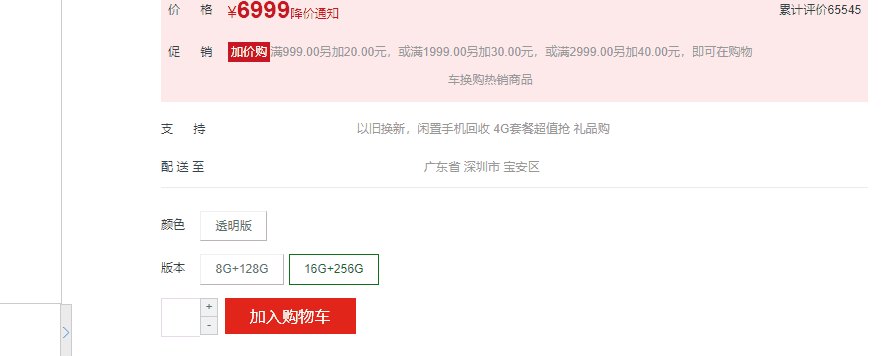 价 格 ¥6999降价通知 累计评价65545
促 销 加价购满999.00另加20.00元，或满1999.00另加30.00元，或满2999.00另加40.00元，即可在购物
车换购热销商品
支 持 以旧换新，闲置手机回收 4G套餐超值抢 礼品购
配 送 至 广东省 深圳市 宝安区
颜色 透明版
版本 8G+128G 16G+256G
+
-
加入购物车